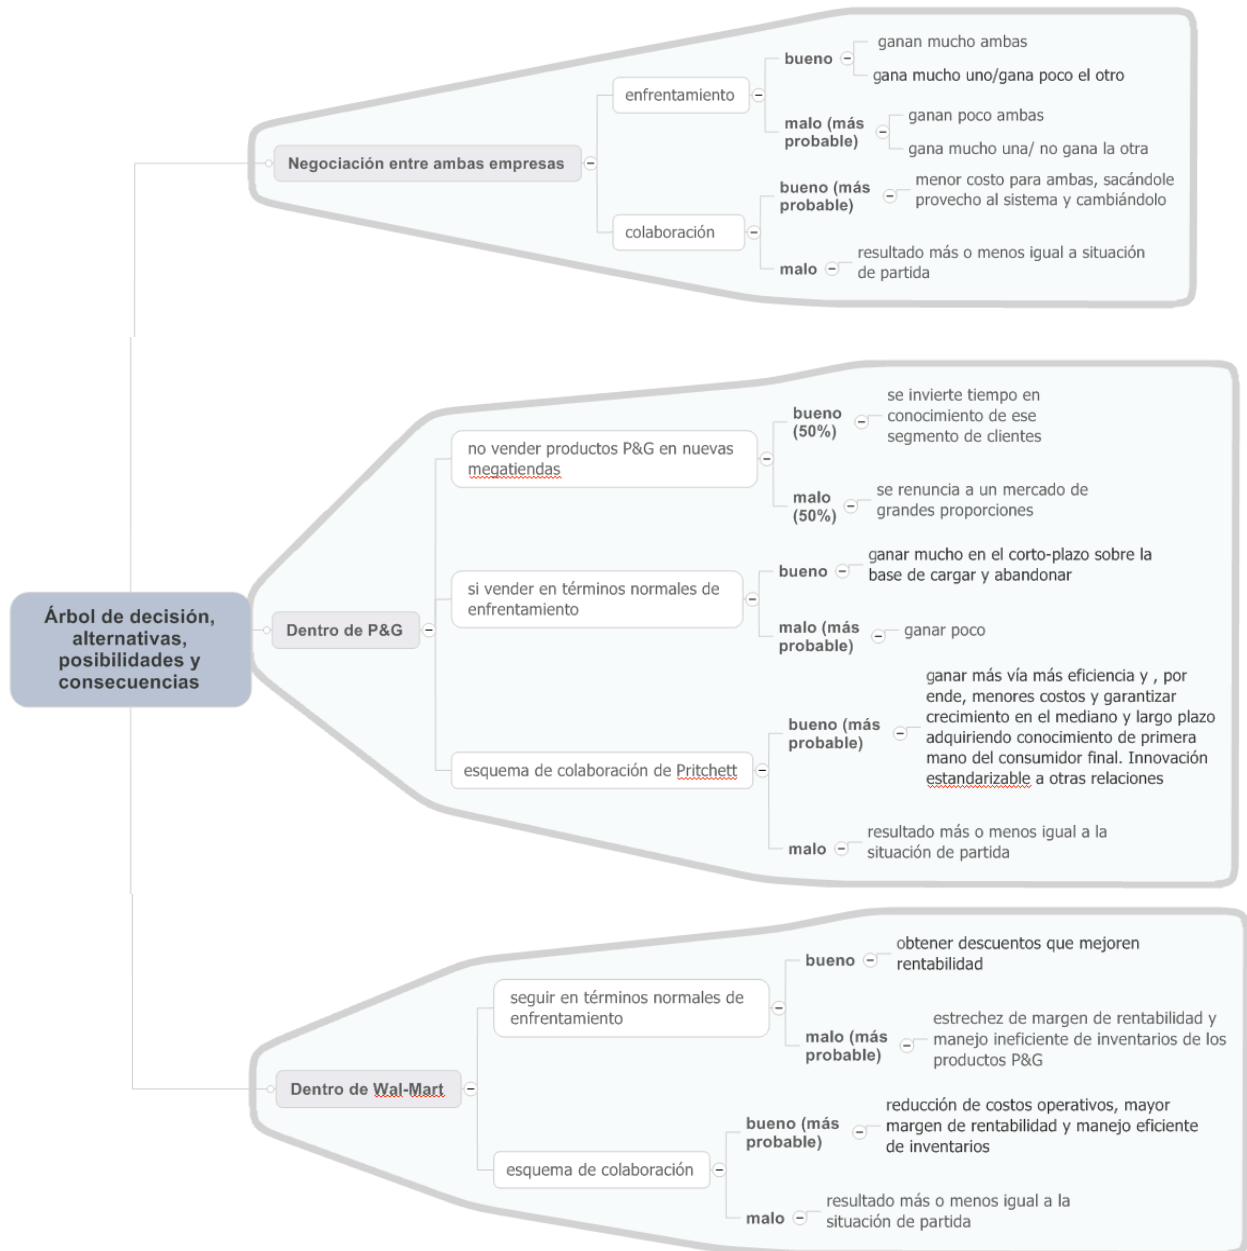 Árbol de decisión,
alternativas,
posibilidades y
consecuencias
Negociación entre ambas empresas
enfrentamiento
bueno
ganan mucho ambas
gana mucho uno/gana poco el otro
malo (más
probable)
ganan poco ambas
gana mucho una/ no gana la otra
colaboración
bueno (más
probable)
menor costo para ambas, sacándole
provecho al sistema y cambiándolo
malo
resultado más o menos igual a situación
de partida
Dentro de P&G
no vender productos P&G en nuevas
megatiendas
bueno
(50%)
se invierte tiempo en
conocimiento de ese
segmento de clientes
malo
(50%)
se renuncia a un mercado de
grandes proporciones
si vender en términos normales de
enfrentamiento
bueno
ganar mucho en el corto-plazo sobre la
base de cargar y abandonar
malo (más
probable)
ganar poco
esquema de colaboración de Pritchett
bueno (más
probable)
ganar más vía más eficiencia y , por
ende, menores costos y garantizar
crecimiento en el mediano y largo plazo
adquiriendo conocimiento de primera
mano del consumidor final. Innovación
estandarizable a otras relaciones
malo
resultado más o menos igual a la
situación de partida
Dentro de Wal-Mart
seguir en términos normales de
enfrentamiento
bueno
obtener descuentos que mejoren
rentabilidad
malo (más
probable)
estrechez de margen de rentabilidad y
manejo ineficiente de inventarios de los
productos P&G
esquema de colaboración
bueno (más
probable)
reducción de costos operativos, mayor
margen de rentabilidad y manejo eficiente
de inventarios
malo
resultado más o menos igual a la
situación de partida